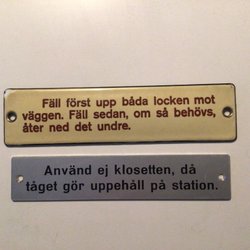 Fäll först upp båda locken mot
väggen. Fäll sedan, om så behövs,
åter ned det undre.
Använd ej klosetten, då
tåget gör uppehåll på station.